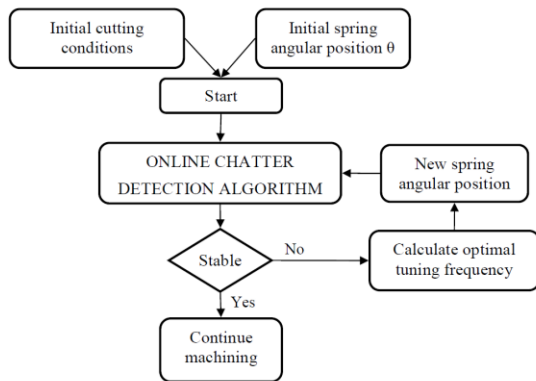 Initial cutting
conditions
Initial spring
angular position θ
Start
ONLINE CHATTER
DETECTION ALGORITHM
New spring
angular position
Stable
No
Calculate optimal
tuning frequency
Yes
Continue
machining